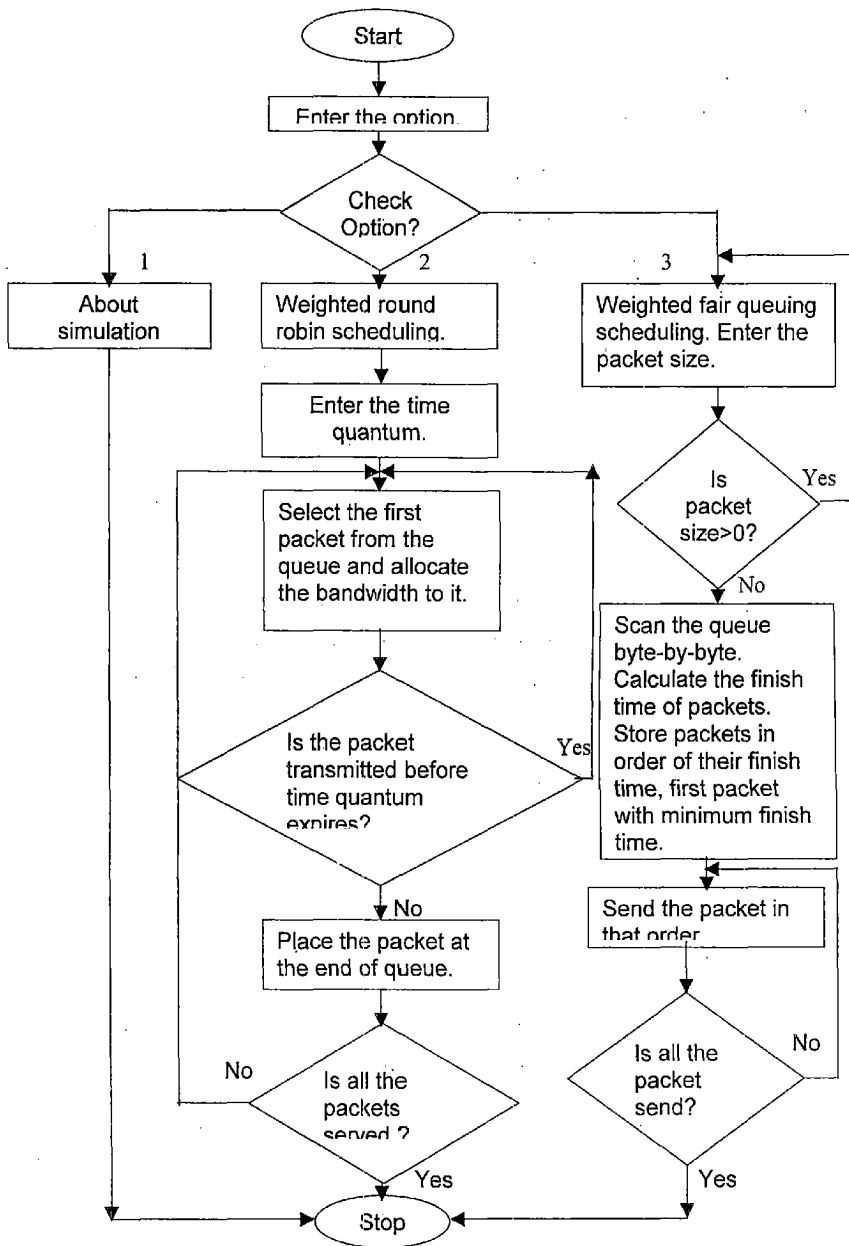 Start
Enter the option.
Check
Option?
1
2
3
About
simulation
Weighted round
robin scheduling.
Weighted fair queuing
scheduling. Enter the
packet size.
Enter the time
quantum.
Is
packet
size>0?
Yes
No
Select the first
packet from the
queue and allocate
the bandwidth to it.
Scan the queue
byte-by-byte.
Calculate the finish
time of packets.
Store packets in
order of their finish
time, first packet
with minimum finish
time.
Is the packet
transmitted before
time quantum
expires?
Yes
No
Place the packet at
the end of queue.
Send the packet in
that order
Is all the
packets
served ?
No
Yes
Is all the
packet
send?
No
Yes
Stop